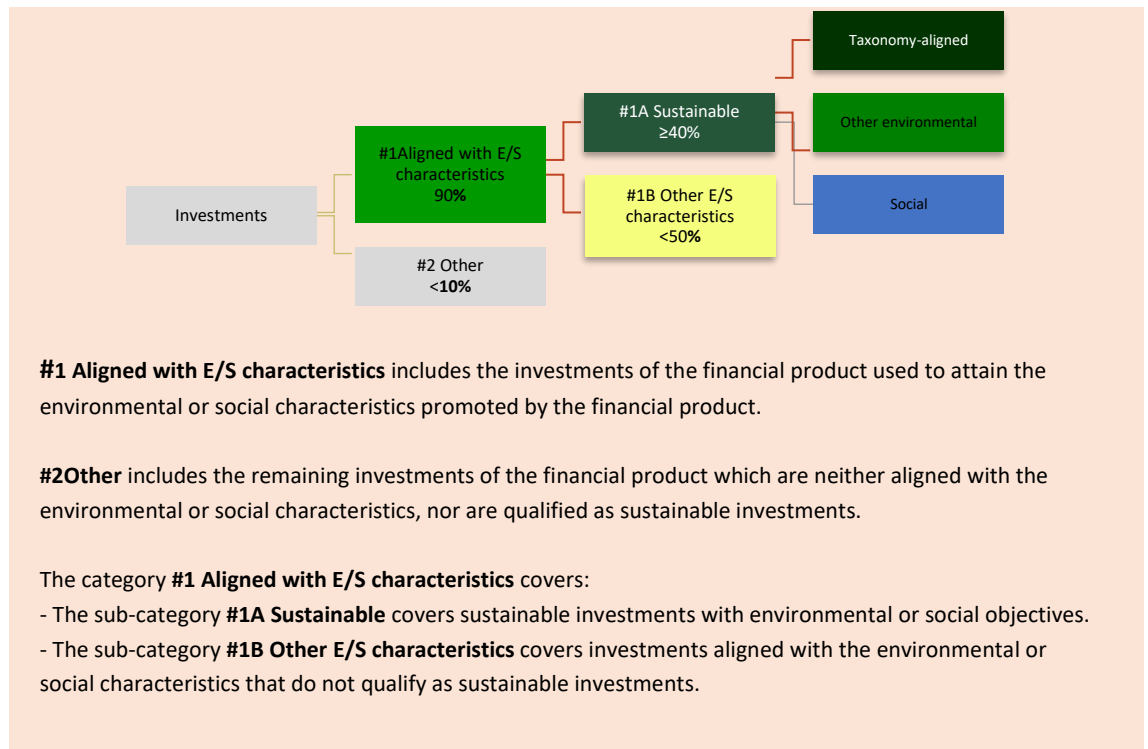 Taxonomy-aligned
#1A Sustainable
≥40%
Other environmental
#1Aligned with E/S
characteristics
90%
Investments
#1B Other E/S
characteristics
<50%
Social
#2 Other
<10%
#1 Aligned with E/S characteristics includes the investments of the financial product used to attain the
environmental or social characteristics promoted by the financial product.
#2Other includes the remaining investments of the financial product which are neither aligned with the
environmental or social characteristics, nor are qualified as sustainable investments.
The category #1 Aligned with E/S characteristics covers:
- The sub-category #1A Sustainable covers sustainable investments with environmental or social objectives.
- The sub-category #1B Other E/S characteristics covers investments aligned with the environmental or
social characteristics that do not qualify as sustainable investments.